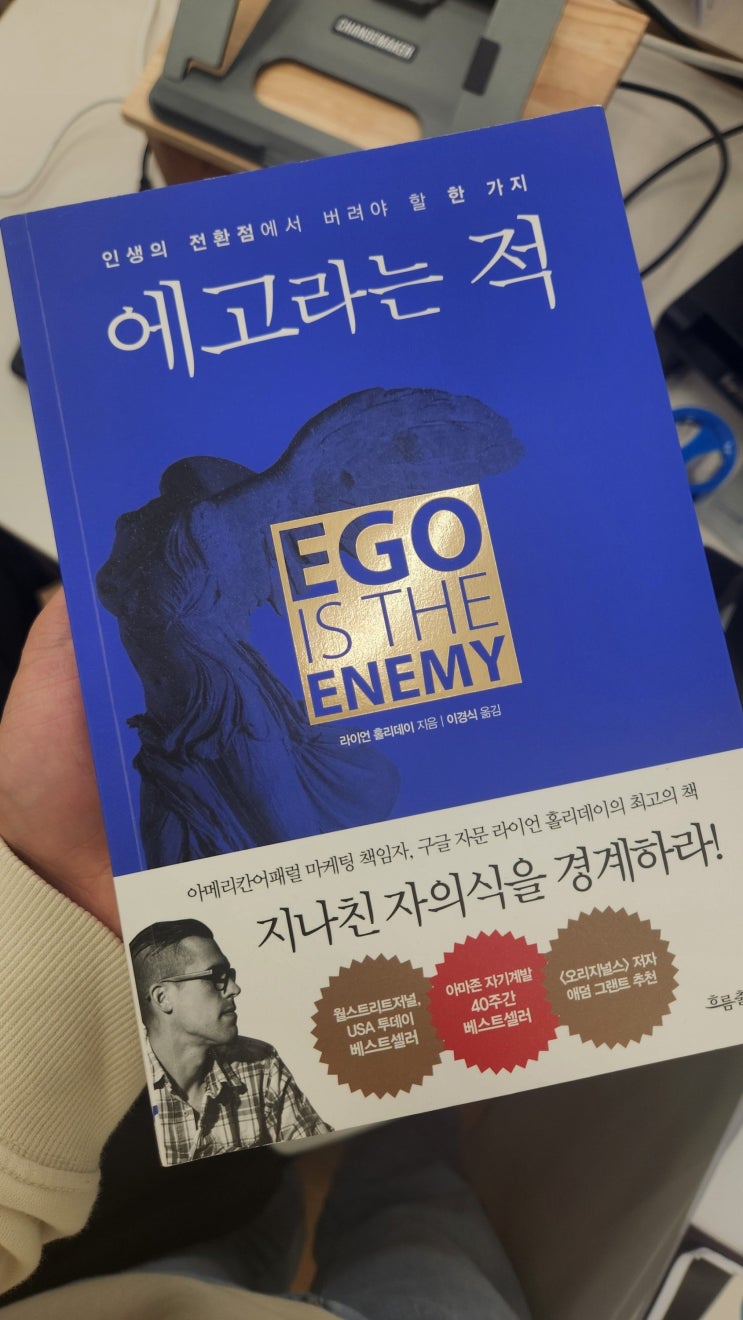 CHANGEMAKER
인생의 전환점에서 버려야 할 한 가지
에고라는 적
EGO
IS THE
ENEMY
라이언 홀리데이 지음 | 이경식 옮김
아메리칸어패럴 마케팅 책임자, 구글 자문 라이언 홀리데이의 최고의 책
지나친 자의식을 경계하라!
월스트리트저널,
USA 투데이
베스트셀러
아마존 자기계발
40주간
베스트셀러
〈오리지널스〉 저자
애덤 그랜트 추천
흐름출